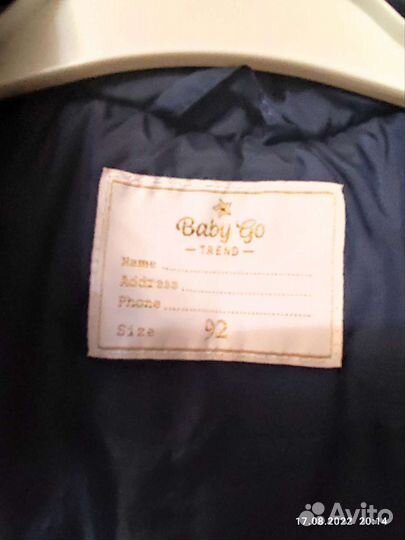 Baby Go
— TREND —
Name
Address
Phone
Size 92
17.08.2022 20:14
Avito